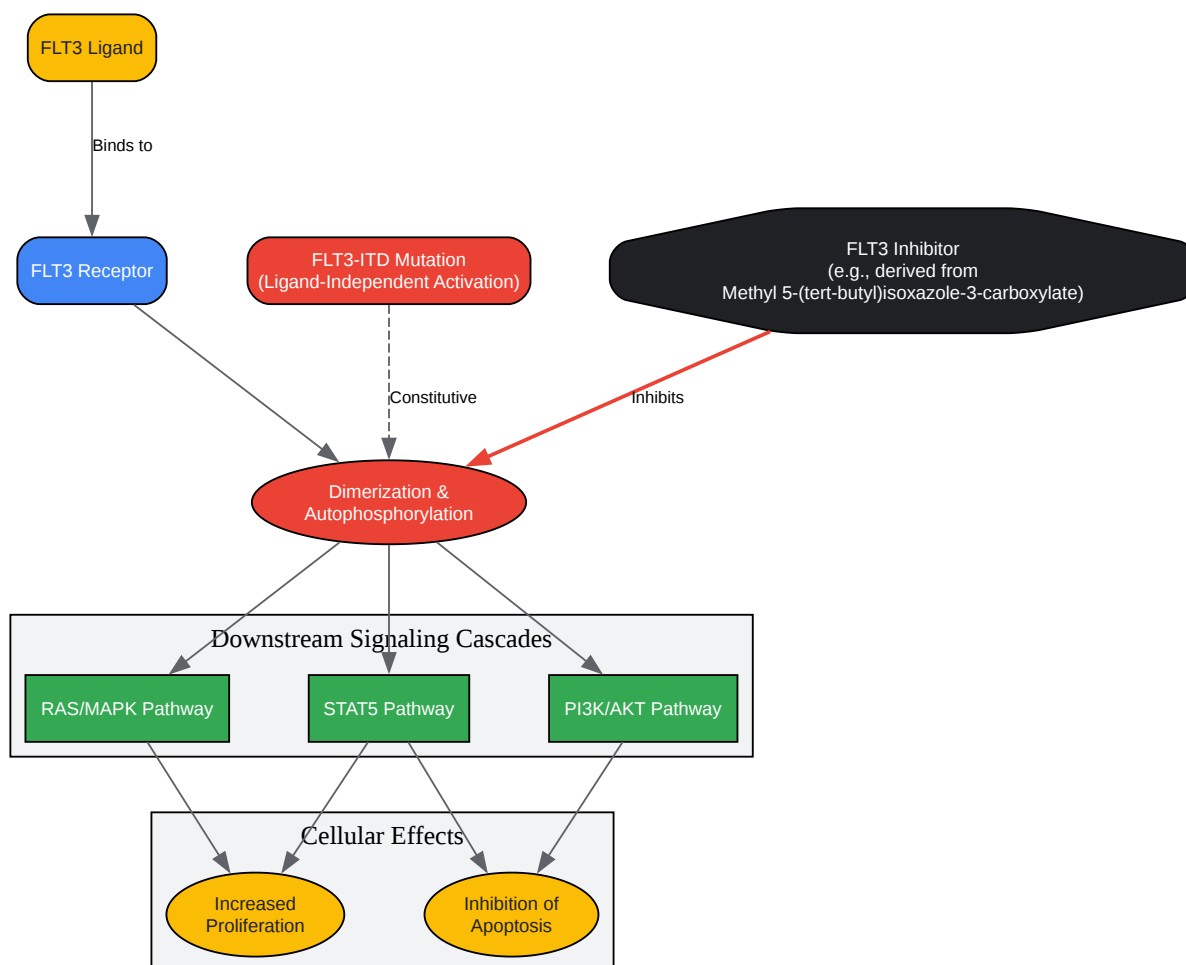 FLT3 Ligand
Binds to
FLT3 Receptor
FLT3-ITD Mutation
(Ligand-Independent Activation)
FLT3 Inhibitor
(e.g., derived from
Methyl 5-(tert-butyl)isoxazole-3-carboxylate)
Constitutive
Inhibits
Dimerization &
Autophosphorylation
Downstream Signaling Cascades
RAS/MAPK Pathway
STAT5 Pathway
PI3K/AKT Pathway
Cellular Effects
Increased
Proliferation
Inhibition of
Apoptosis